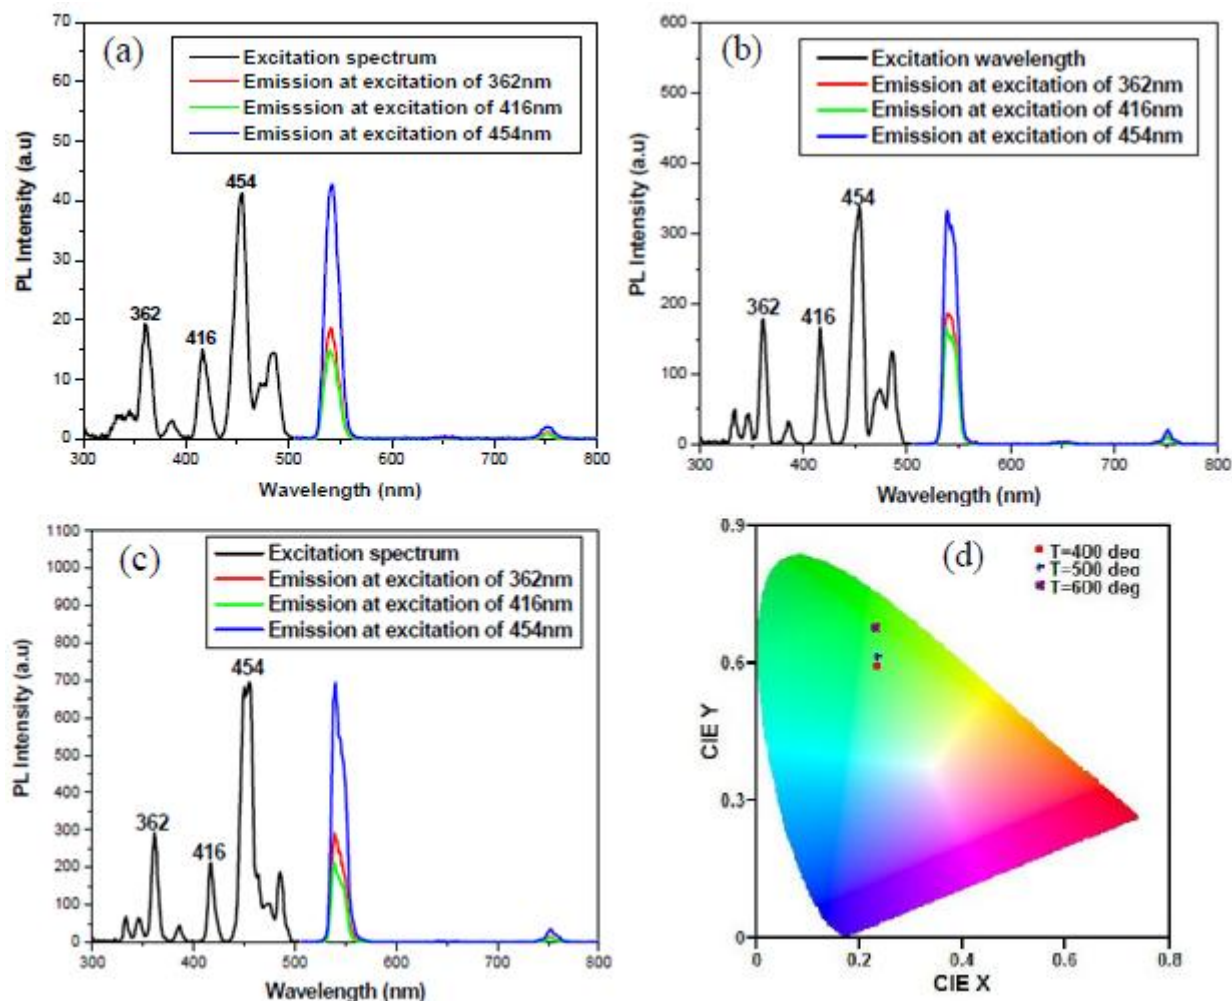 (a)
Excitation spectrum
Emission at excitation of 362nm
Emisssion at excitation of 416nm
Emission at excitation of 454nm
70
60
50
40
30
20
10
0
PL Intensity (a.u)
362
416
454
300 400 500 600 700 800
Wavelength (nm)
(b)
Excitation wavelength
Emission at excitation of 362nm
Emission at excitation of 416nm
Emission at excitation of 454nm
600
500
400
300
200
100
0
PL Intensity (a.u)
362
416
454
300 400 500 600 700 800
Wavelength (nm)
(c)
Excitation spectrum
Emission at excitation of 362nm
Emission at excitation of 416nm
Emission at excitation of 454nm
1100
1000
900
800
700
600
500
400
300
200
100
0
PL Intensity (a.u)
362
416
454
300 400 500 600 700 800
Wavelength (nm)
(d)
T=400 deg
T=500 deg
T=600 deg
0.9
0.6
0.3
0
CIE Y
0 0.2 0.4 0.6 0.8
CIE X